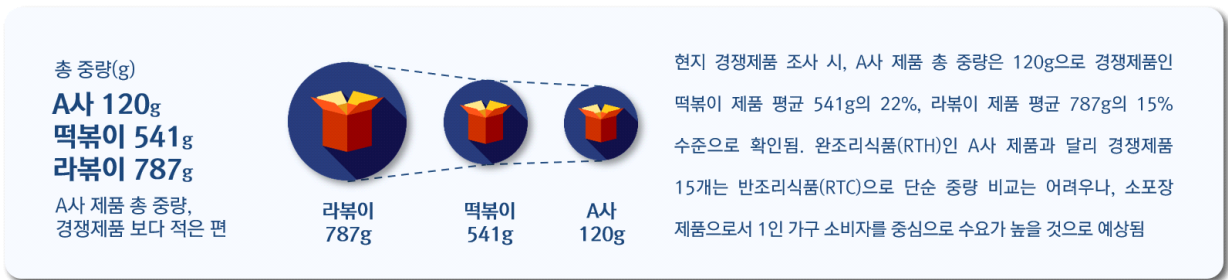 총 중량(g)
A사 120g
떡볶이 541g
라볶이 787g
A사 제품 총 중량,
경쟁제품 보다 적은 편
라볶이
787g
떡볶이
541g
A사
120g
현지 경쟁제품 조사 시, A사 제품 총 중량은 120g으로 경쟁제품인
떡볶이 제품 평균 541g의 22%, 라볶이 제품 평균 787g의 15%
수준으로 확인됨. 완조리식품(RTH)인 A사 제품과 달리 경쟁제품
15개는 반조리식품(RTC)으로 단순 중량 비교는 어려우나, 소포장
제품으로서 1인 가구 소비자를 중심으로 수요가 높을 것으로 예상됨